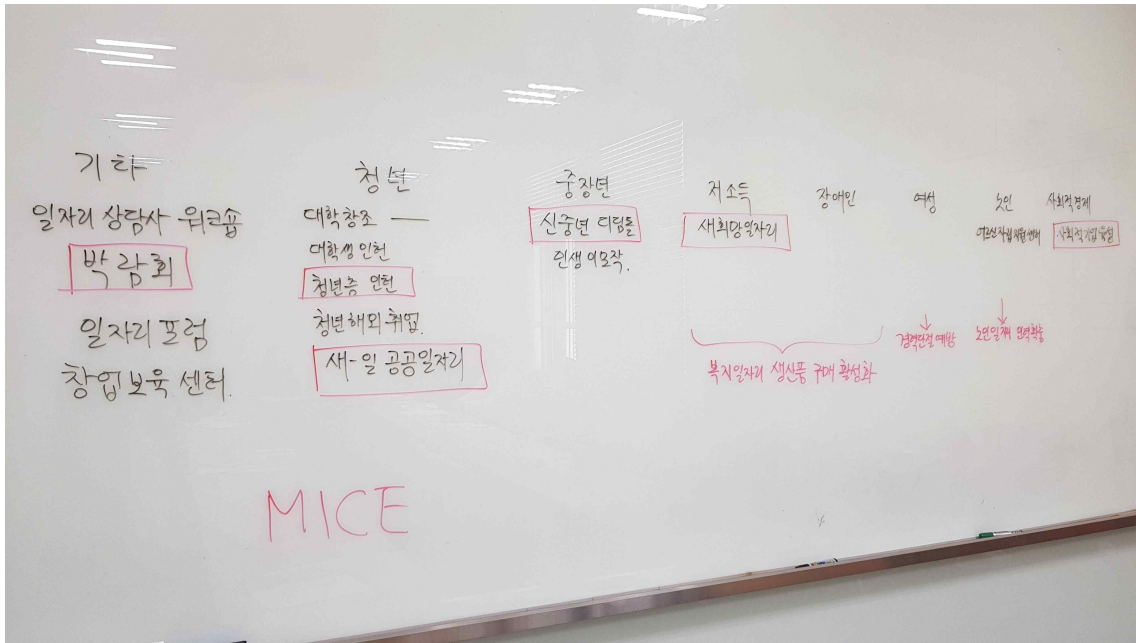 기타
일자리 상담사 워크숍
박람회
일자리 포럼
창업보육센터.
청년
대학창조 —
대학생 인턴
청년층 인턴
청년해외취업.
새-일 공공일자리
중장년
신중년 디딤돌
인생이모작.
저소득
새희망일자리
장애인
여성
노인
사회적경제
사회적기업 육성
복지일자리 생산품 구매 활성화
경력단절 예방
노인일자리 인력확충
MICE